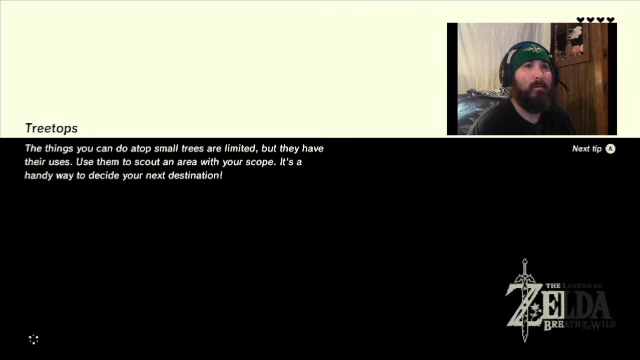 Treetops
The things you can do atop small trees are limited, but they have
their uses. Use them to scout an area with your scope. It's a
handy way to decide your next destination!
Next tip A
THE LEGEND OF
ZELDA
BREATH OF THE WILD